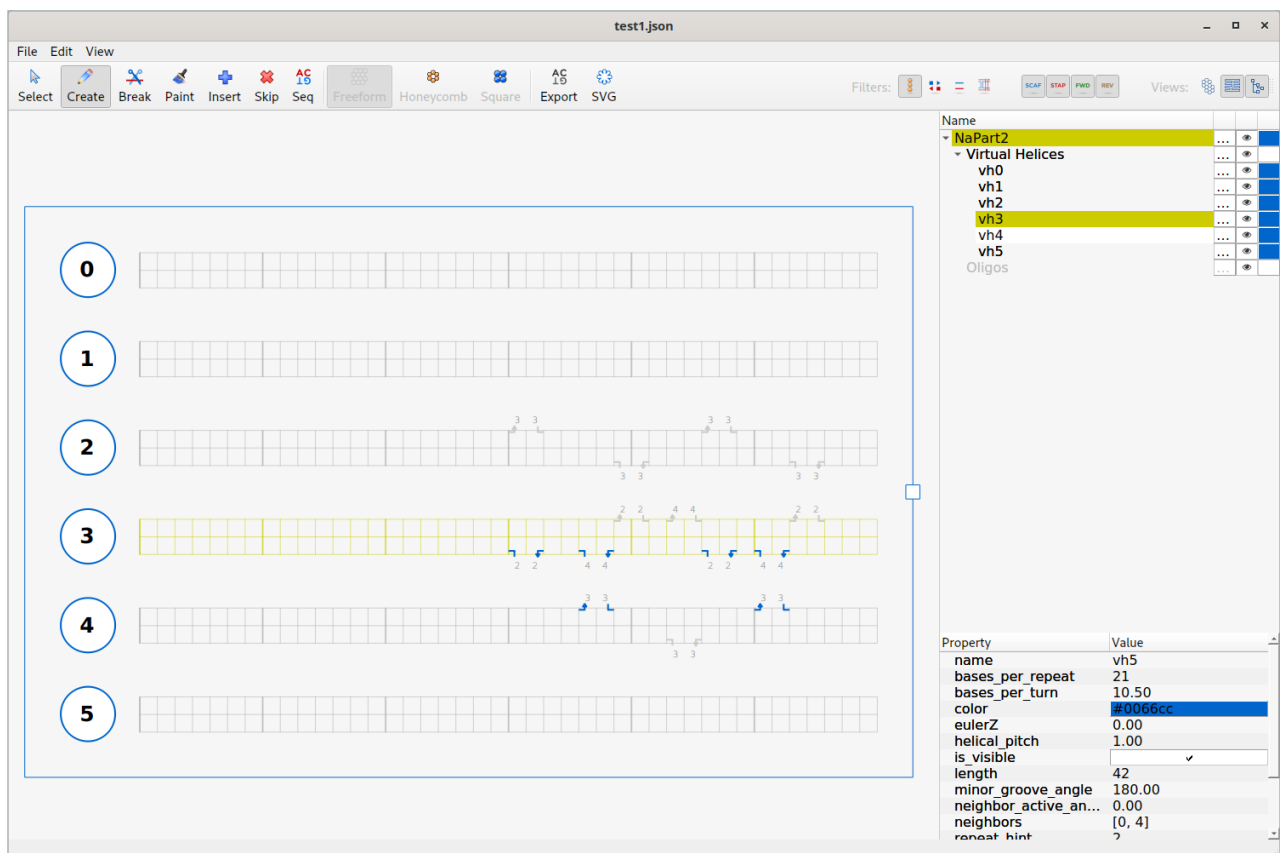 test1.json
File Edit View
Select Create Break Paint Insert Skip Seq Freeform Honeycomb Square Export SVG Filters: SCAF STAP FWD REV Views:
Name
NaPart2 ...
Virtual Helices ...
vh0 ...
vh1 ...
vh2 ...
vh3 ...
vh4 ...
vh5 ...
Oligos ...
0
1
3 3 3 3
2
3 3 3 3
2 2 4 4 2 2
3
2 2 4 4 2 2 4 4
3 3 3 3
4
3 3
5
Property Value
name vh5
bases_per_repeat 21
bases_per_turn 10.50
color #0066cc
eulerZ 0.00
helical_pitch 1.00
is_visible
length 42
minor_groove_angle 180.00
neighbor_active_an... 0.00
neighbors [0, 4]
repeat_hint 2